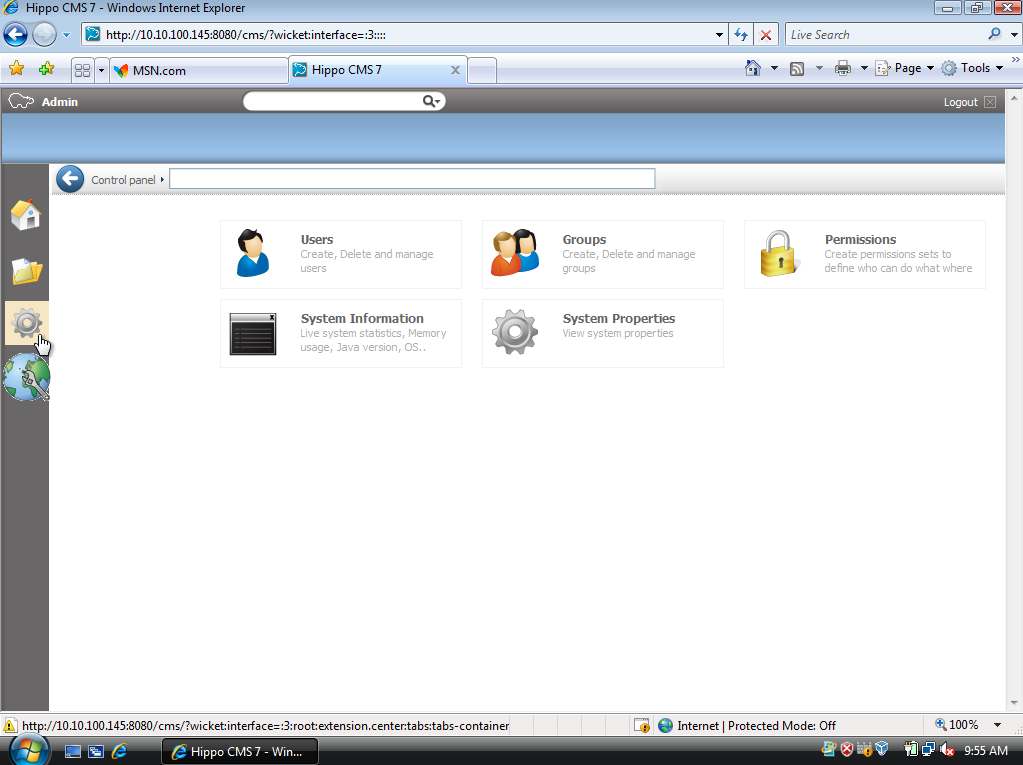 Hippo CMS 7 - Windows Internet Explorer
http://10.10.100.145:8080/cms/?wicket:interface=:3::::
Live Search
MSN.com
Hippo CMS 7
Page
Tools
Admin
Logout
Control panel
Users
Create, Delete and manage
users
Groups
Create, Delete and manage
groups
Permissions
Create permissions sets to
define who can do what where
System Information
Live system statistics, Memory
usage, Java version, OS..
System Properties
View system properties
http://10.10.100.145:8080/cms/?wicket:interface=:3:root:extension.center:tabs:tabs-container
Internet | Protected Mode: Off
100%
Hippo CMS 7 - Win...
9:55 AM